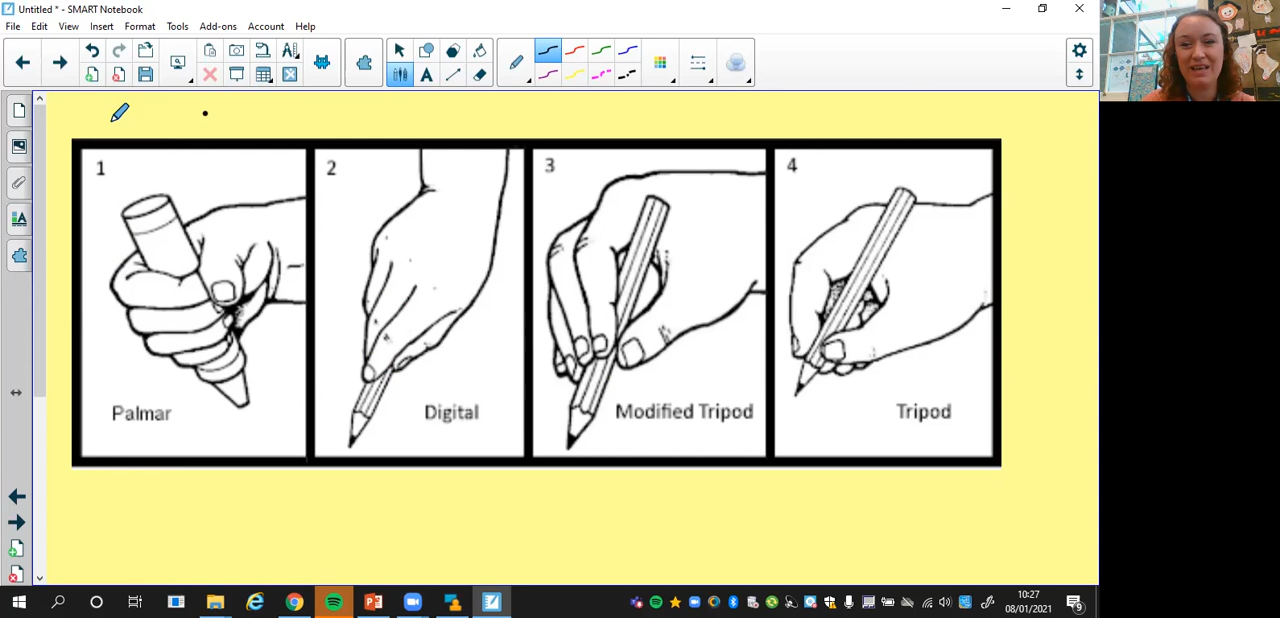 Untitled * - SMART Notebook
File Edit View Insert Format Tools Add-ons Account Help
1
2
3
4
Palmar
Digital
Modified Tripod
Tripod
10:27
08/01/2021
9